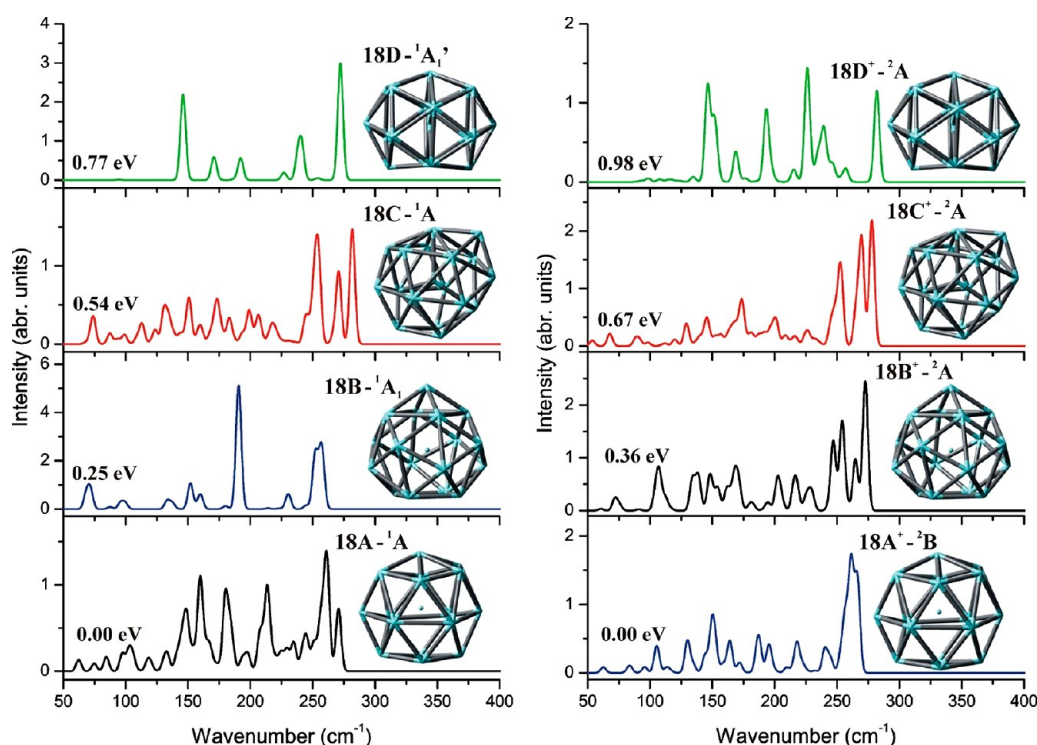 18D - ¹A₁’
0.77 eV
4
3
2
1
0
18C - ¹A
0.54 eV
1
0
18B - ¹A₁
0.25 eV
6
4
2
0
18A - ¹A
0.00 eV
1
0
Intensity (abr. units)
50 100 150 200 250 300 350 400
Wavenumber (cm⁻¹)
18D⁺ - ²A
0.98 eV
2
1
0
18C⁺ - ²A
0.67 eV
2
1
0
18B⁺ - ²A
0.36 eV
2
1
0
18A⁺ - ²B
0.00 eV
2
1
0
Intensity (abr. units)
50 100 150 200 250 300 350 400
Wavenumber (cm⁻¹)